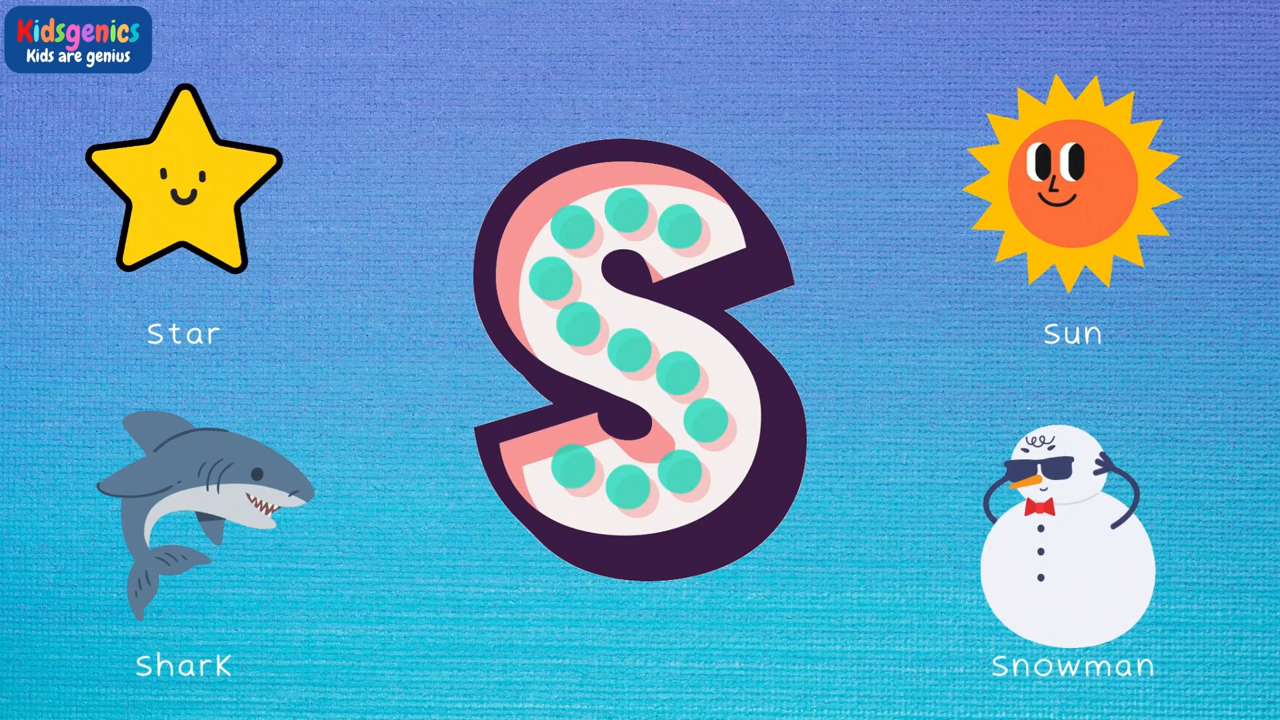 Kidsgenics
Kids are genius
S
Star
Sun
Shark
Snowman